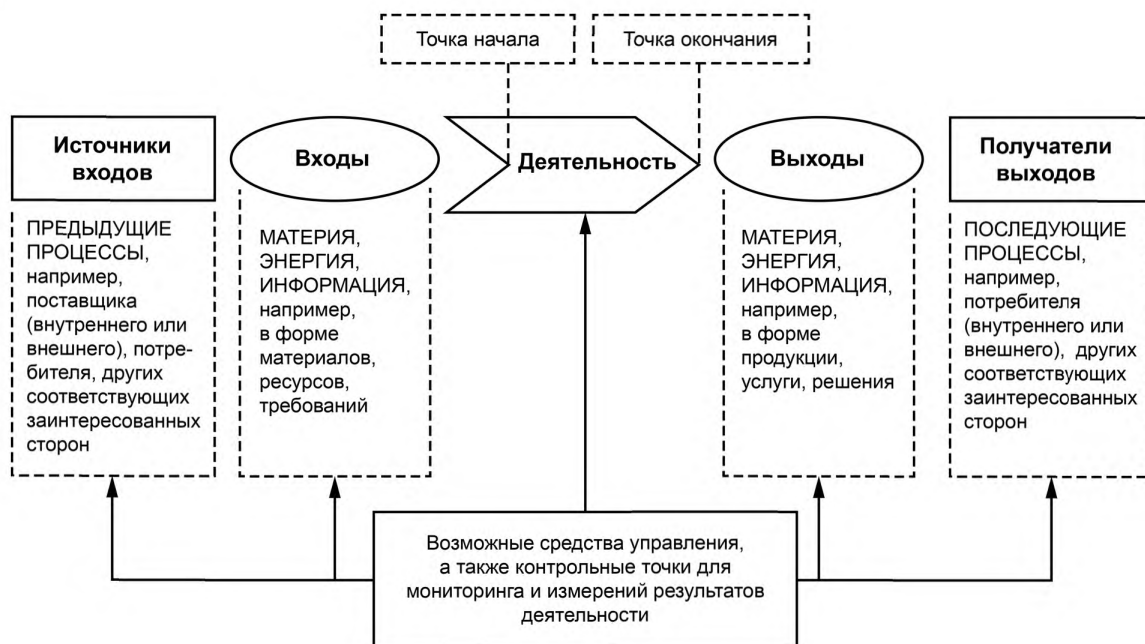 Точка начала
Точка окончания
Источники
входов
Входы
Деятельность
Выходы
Получатели
выходов
ПРЕДЫДУЩИЕ
ПРОЦЕССЫ,
например,
поставщика
(внутреннего или
внешнего), потре-
бителя, других
соответствующих
заинтересованных
сторон
МАТЕРИЯ,
ЭНЕРГИЯ,
ИНФОРМАЦИЯ,
например,
в форме
материалов,
ресурсов,
требований
МАТЕРИЯ,
ЭНЕРГИЯ,
ИНФОРМАЦИЯ,
например,
в форме
продукции,
услуги, решения
ПОСЛЕДУЮЩИЕ
ПРОЦЕССЫ,
например,
потребителя
(внутреннего или
внешнего), других
соответствующих
заинтересованных
сторон
Возможные средства управления,
а также контрольные точки для
мониторинга и измерений результатов
деятельности